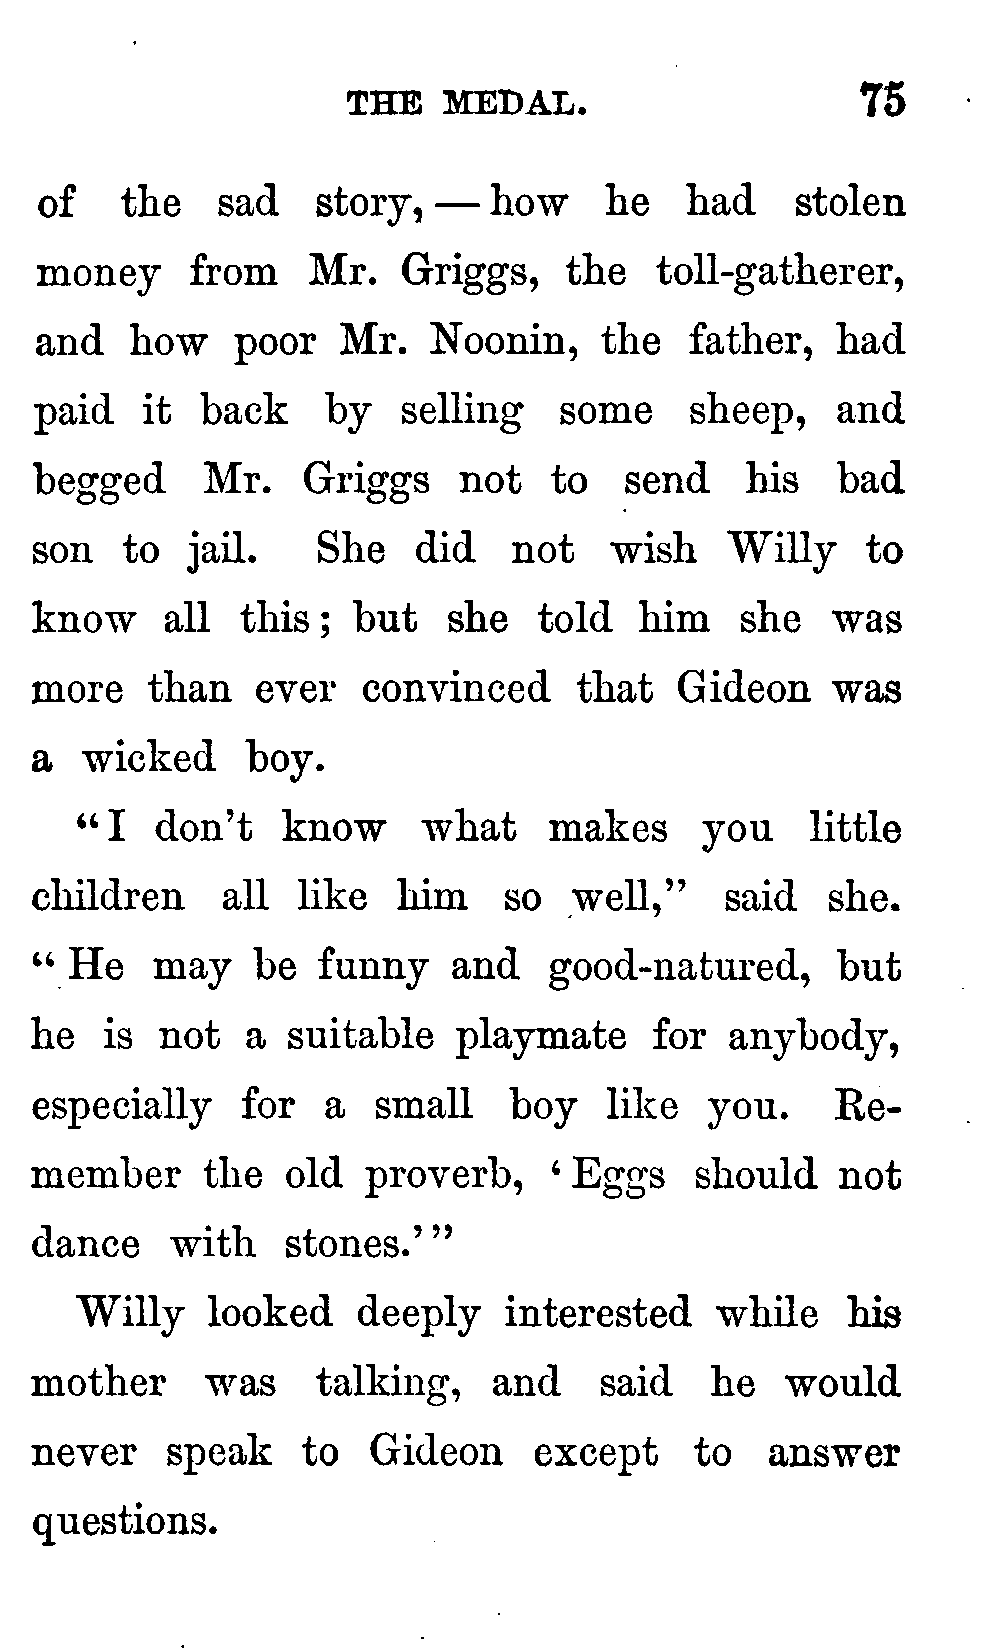 THE MEDAL. 75
of the sad story, — how he had stolen
money from Mr. Griggs, the toll-gatherer,
and how poor Mr. Noonin, the father, had
paid it back by selling some sheep, and
begged Mr. Griggs not to send his bad
son to jail. She did not wish Willy to
know all this; but she told him she was
more than ever convinced that Gideon was
a wicked boy.
"I don't know what makes you little
children all like him so well," said she.
"He may be funny and good-natured, but
he is not a suitable playmate for anybody,
especially for a small boy like you. Re-
member the old proverb, 'Eggs should not
dance with stones.'"
Willy looked deeply interested while his
mother was talking, and said he would
never speak to Gideon except to answer
questions.